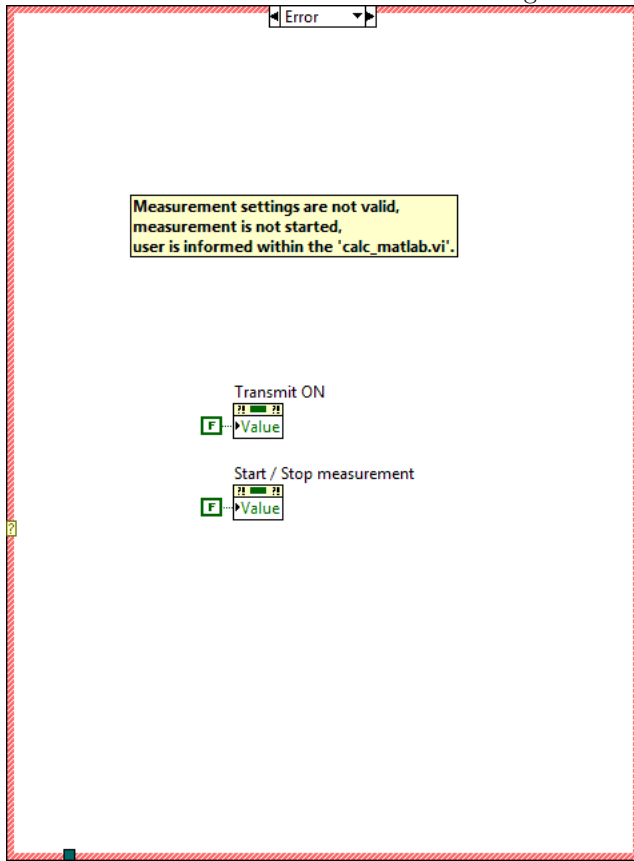 Error
Measurement settings are not valid,
measurement is not started,
user is informed within the 'calc_matlab.vi'.
Transmit ON
?! ?!
F Value
Start / Stop measurement
?! ?!
F Value
?